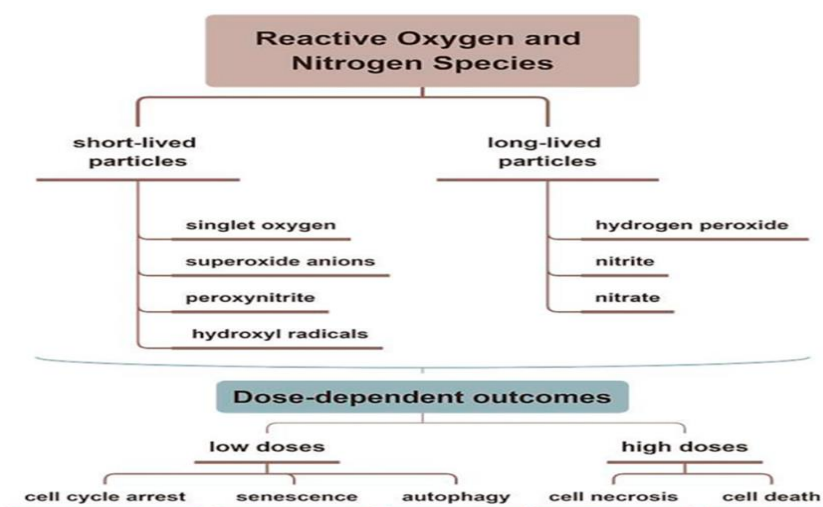 Reactive Oxygen and
Nitrogen Species
short-lived
particles
long-lived
particles
singlet oxygen
superoxide anions
peroxynitrite
hydroxyl radicals
hydrogen peroxide
nitrite
nitrate
Dose-dependent outcomes
low doses
high doses
cell cycle arrest
senescence
autophagy
cell necrosis
cell death